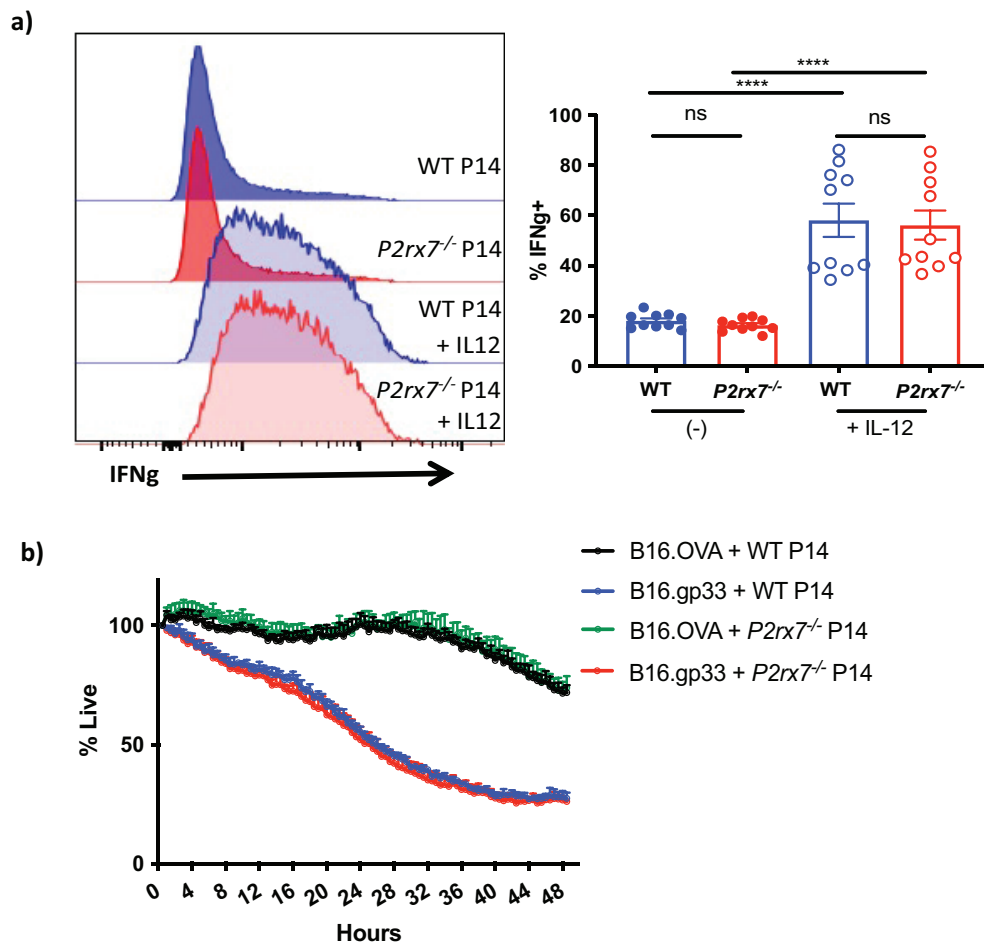 a)
WT P14
P2rx7-/- P14
WT P14
+ IL12
P2rx7-/- P14
+ IL12
IFNg
****
****
ns
ns
100
80
60
40
20
0
% IFNg+
WT
P2rx7-/-
WT
P2rx7-/-
(-)
+ IL-12
b)
B16.OVA + WT P14
B16.gp33 + WT P14
B16.OVA + P2rx7-/- P14
B16.gp33 + P2rx7-/- P14
100
50
0
% Live
0 4 8 12 16 20 24 28 32 36 40 44 48
Hours